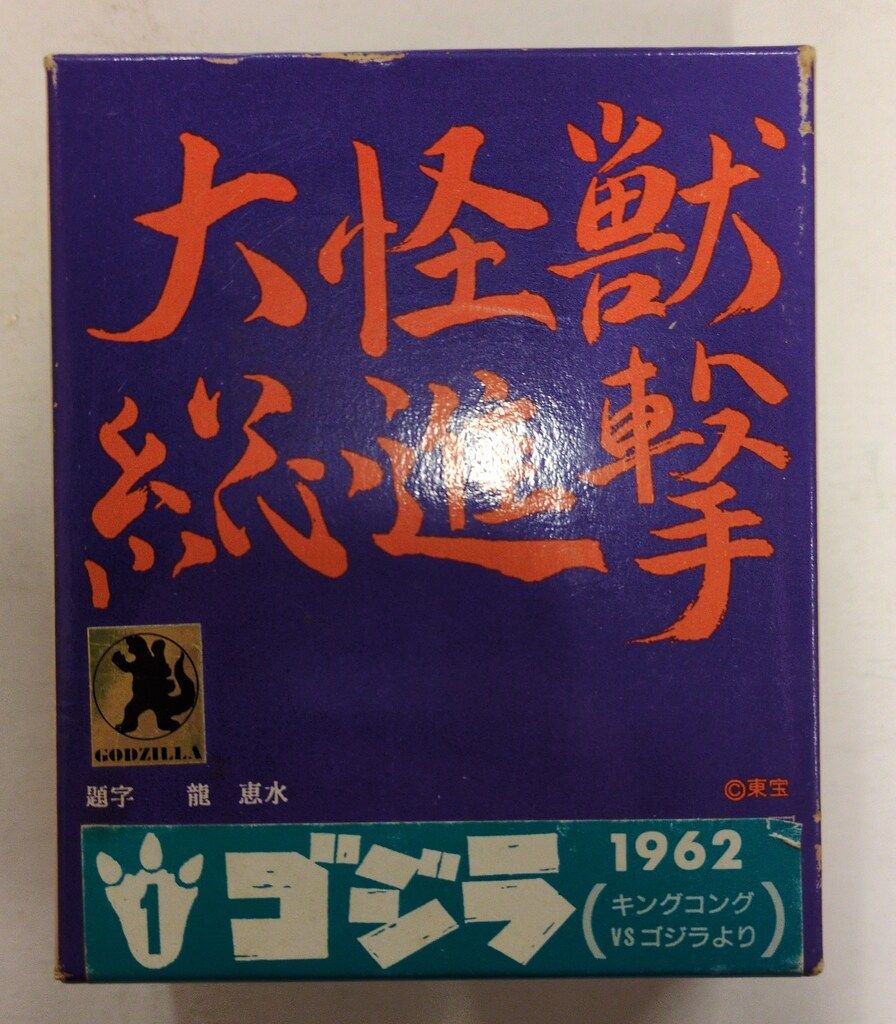 大怪獣
総進撃
GODZILLA
題字 龍 恵水
©東宝
1 ゴジラ
1962
(キングコング
VSゴジラより)